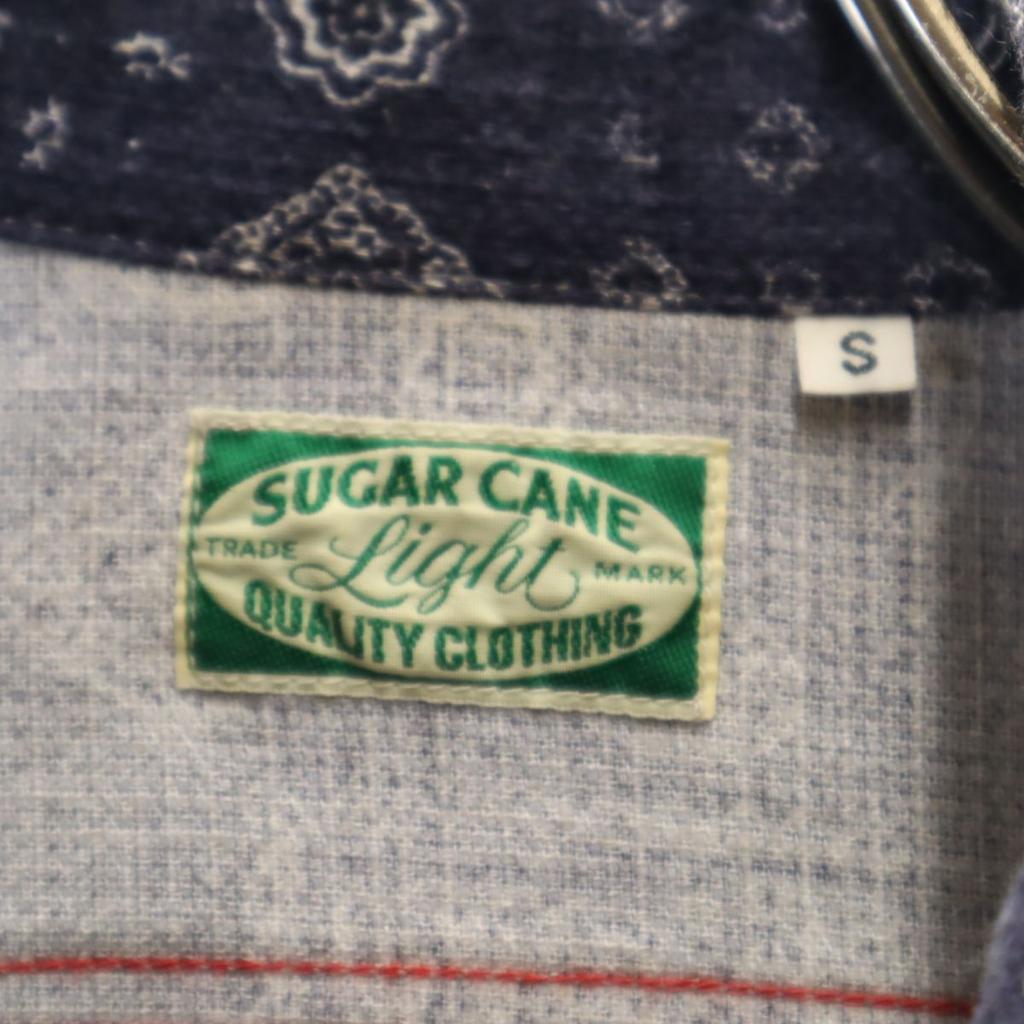 S
SUGAR CANE
TRADE Light MARK
QUALITY CLOTHING